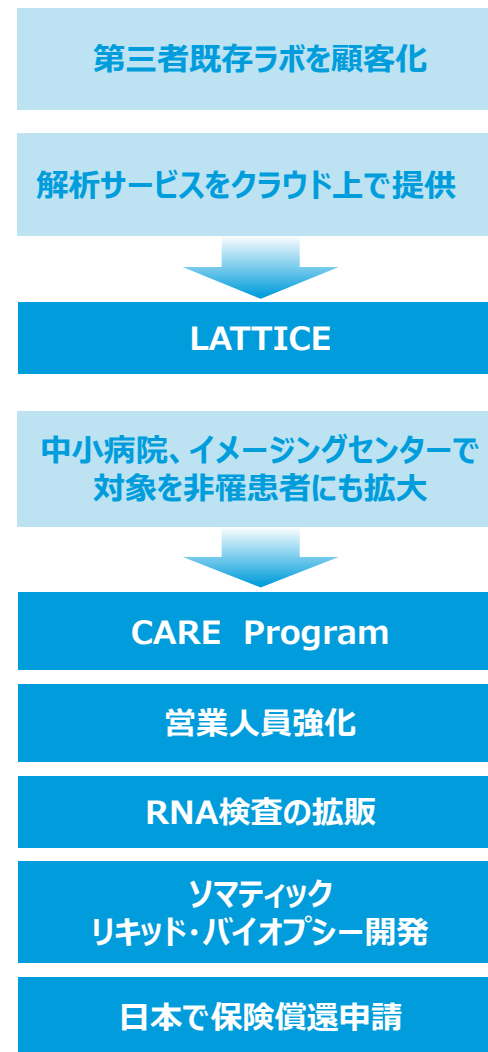 第三者既存ラボを顧客化
解析サービスをクラウド上で提供
LATTICE
中小病院、イメージングセンターで
対象を非罹患者にも拡大
CARE Program
営業人員強化
RNA検査の拡販
ソマティック
リキッド・バイオプシー開発
日本で保険償還申請